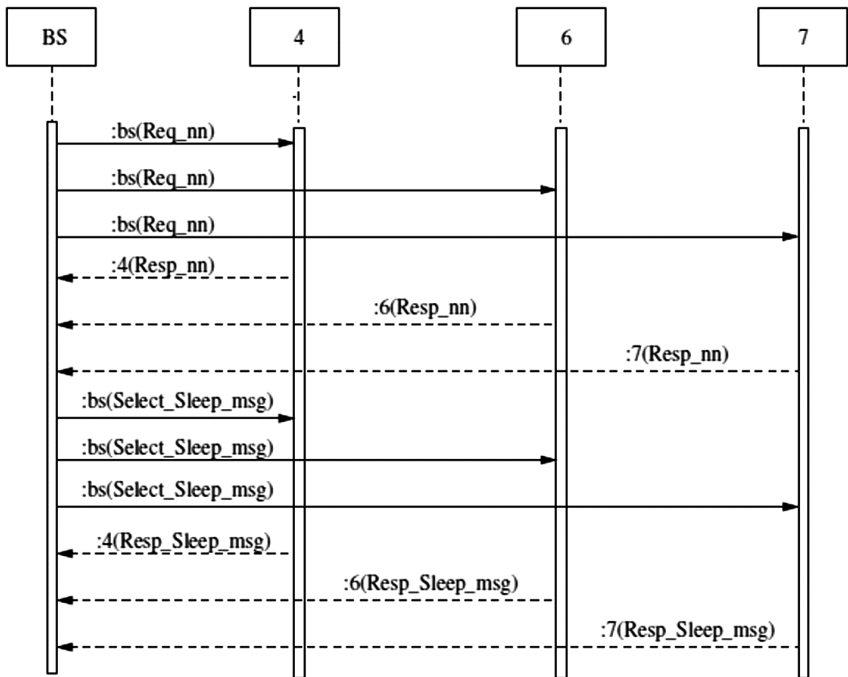 BS
4
6
7
:bs(Req_nn)
:bs(Req_nn)
:bs(Req_nn)
:4(Resp_nn)
:6(Resp_nn)
:7(Resp_nn)
:bs(Select_Sleep_msg)
:bs(Select_Sleep_msg)
:bs(Select_Sleep_msg)
:4(Resp_Sleep_msg)
:6(Resp_Sleep_msg)
:7(Resp_Sleep_msg)